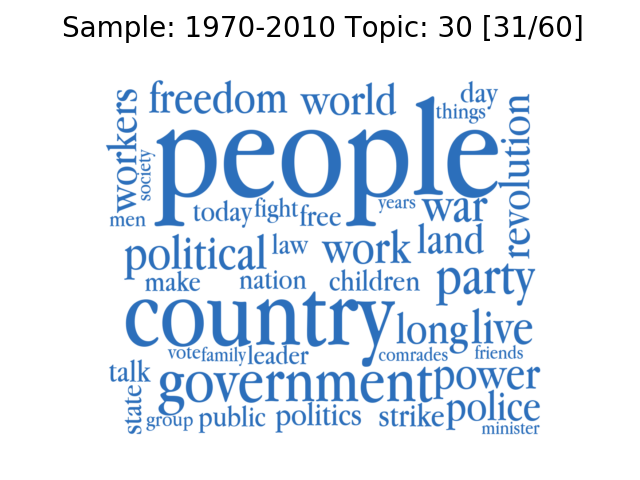 Sample: 1970-2010 Topic: 30 [31/60]
workers freedom world day
things
people
society
revolution
men today fight free years war
political law work land
make nation children party
country long live
vote family leader comrades friends
talk government power
state group public politics strike police
minister